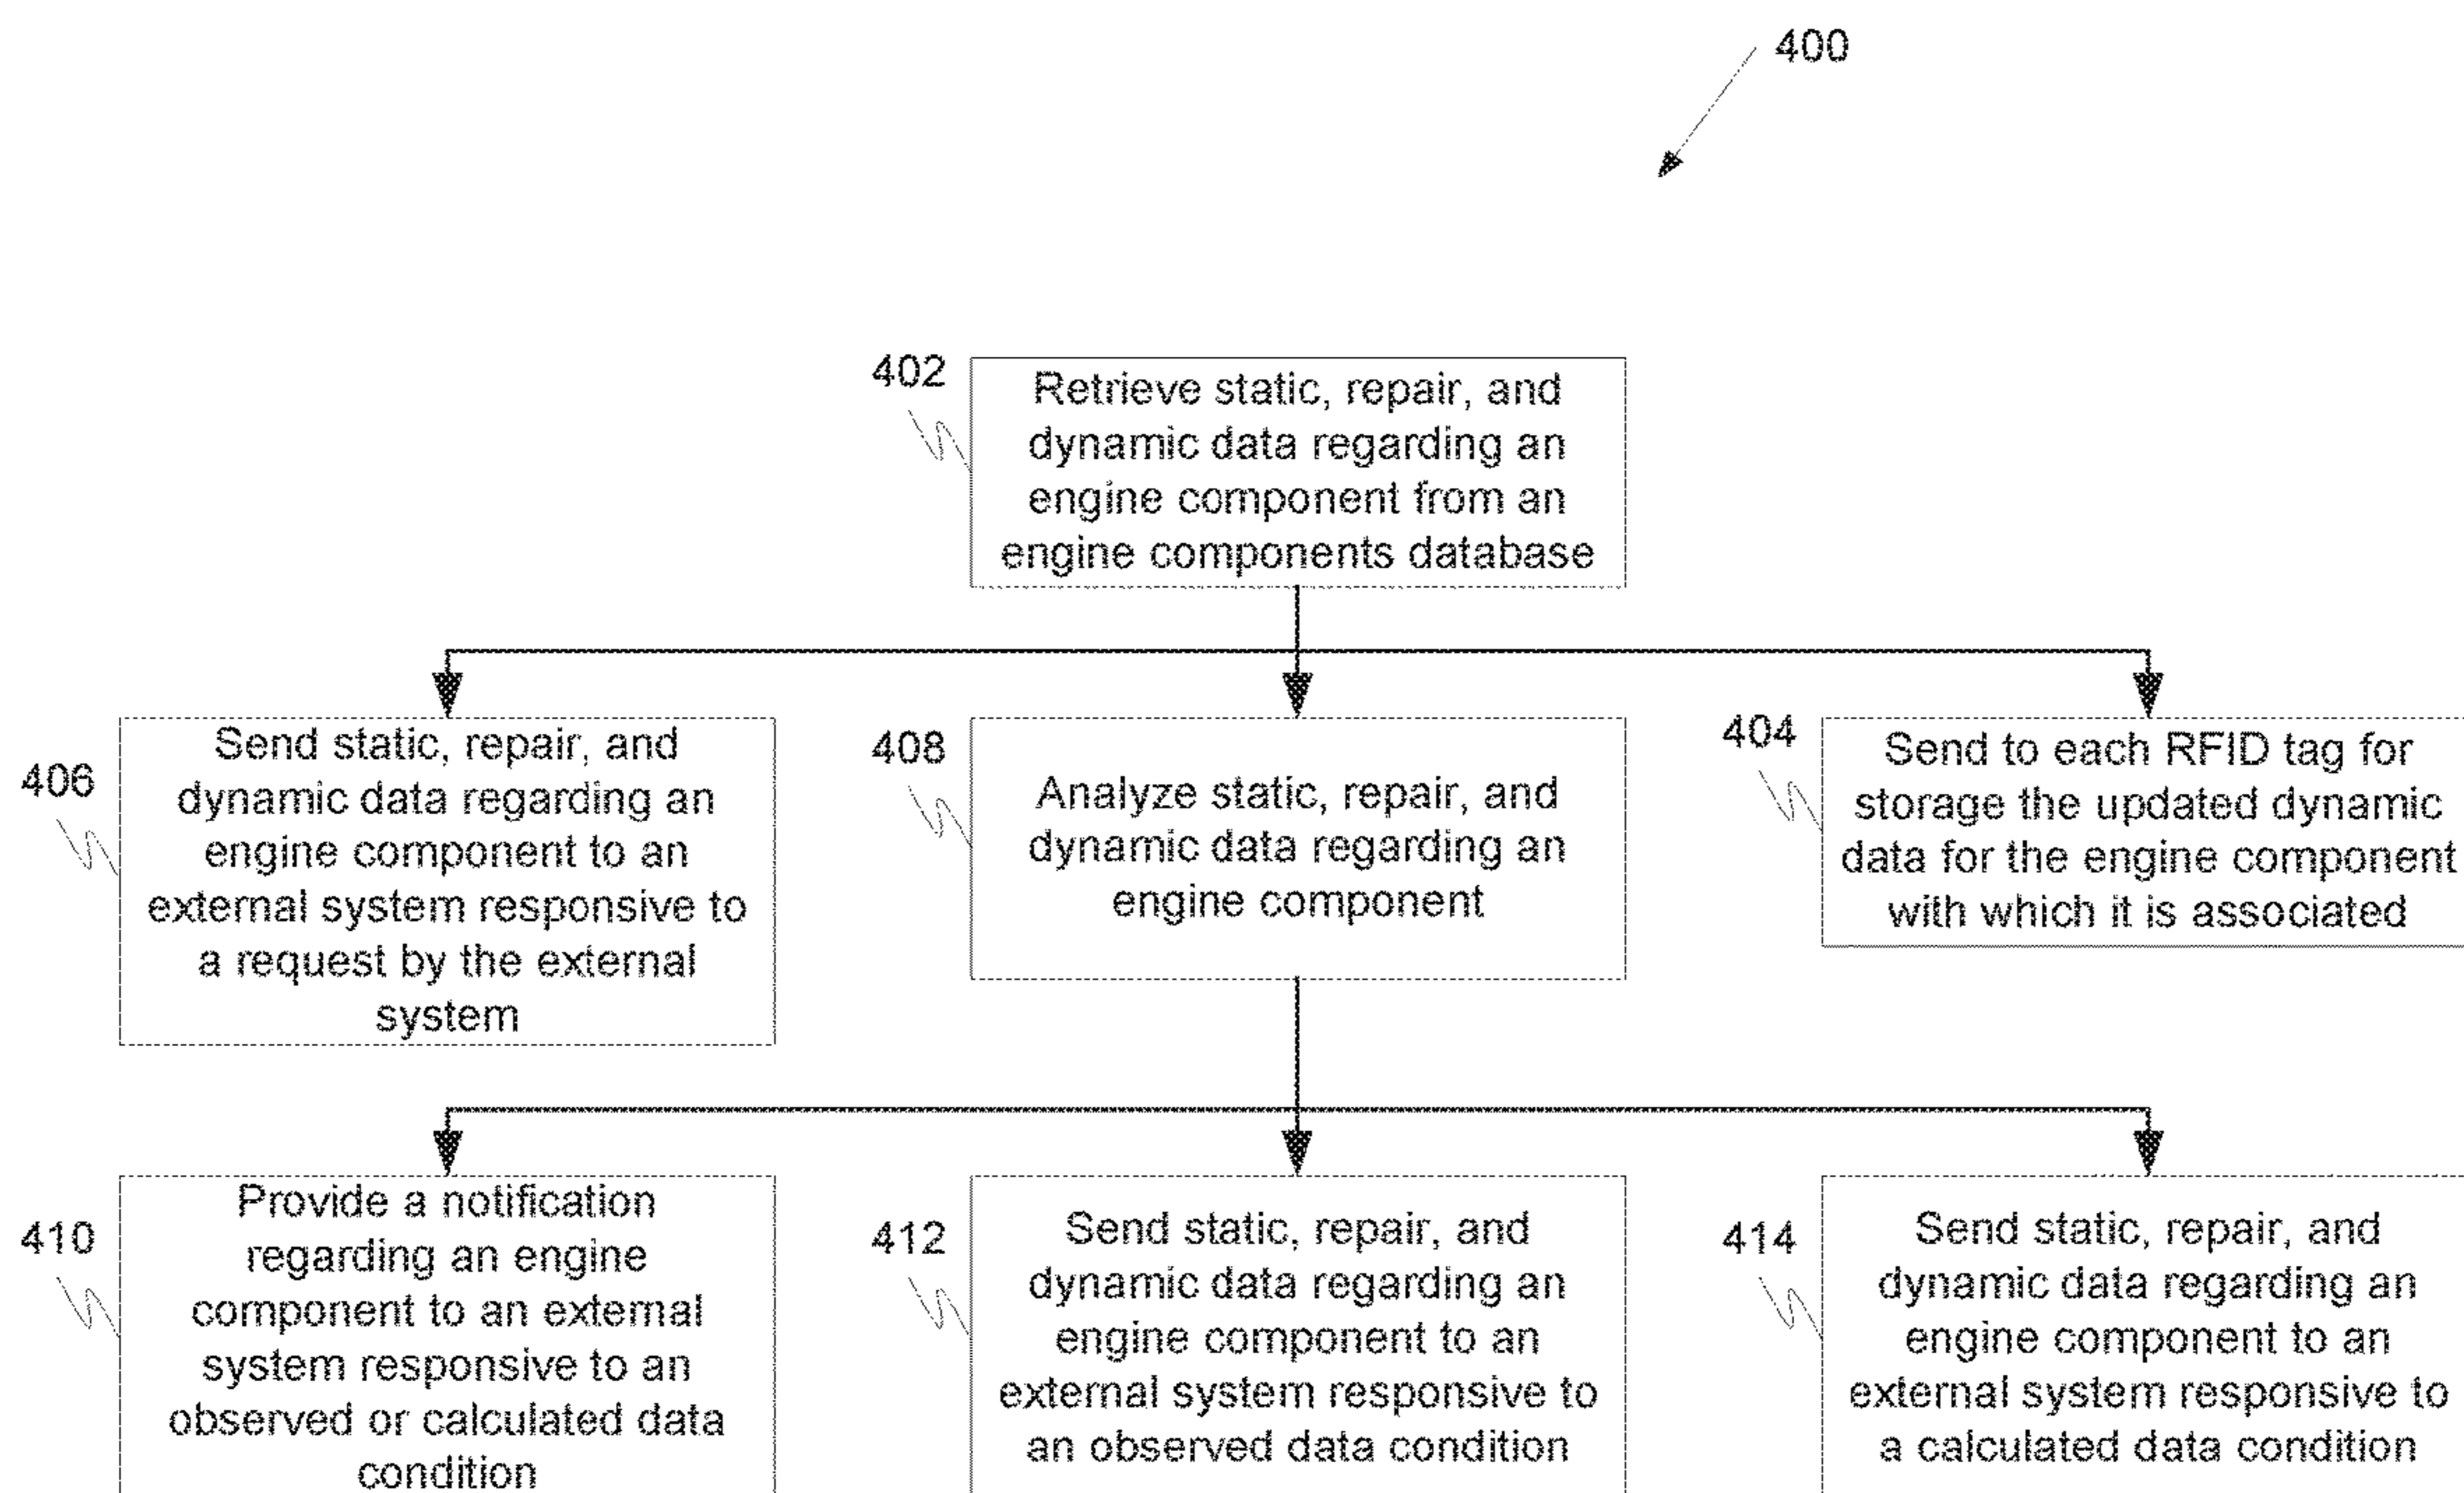 400
402
Retrieve static, repair, and
dynamic data regarding an
engine component from an
engine components database
406
Send static, repair, and
dynamic data regarding an
engine component to an
external system responsive to
a request by the external
system
408
Analyze static, repair, and
dynamic data regarding an
engine component
404
Send to each RFID tag for
storage the updated dynamic
data for the engine component
with which it is associated
410
Provide a notification
regarding an engine
component to an external
system responsive to an
observed or calculated data
condition
412
Send static, repair, and
dynamic data regarding an
engine component to an
external system responsive to
an observed data condition
414
Send static, repair, and
dynamic data regarding an
engine component to an
external system responsive to
a calculated data condition